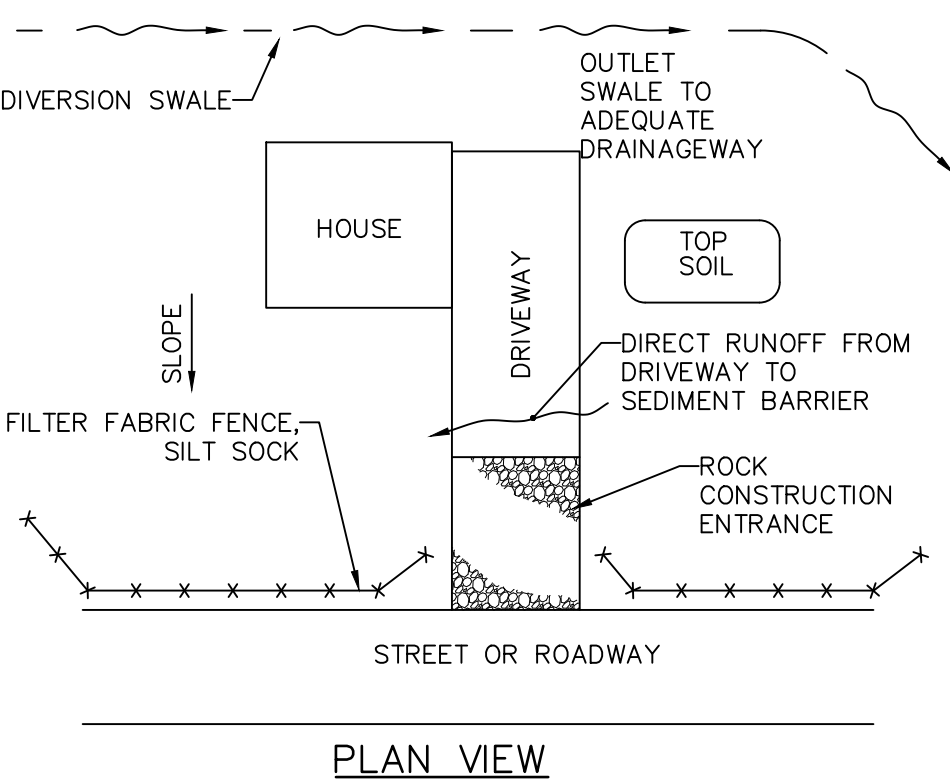 DIVERSION SWALE
OUTLET
SWALE TO
ADEQUATE
DRAINAGEWAY
HOUSE
DRIVEWAY
TOP
SOIL
SLOPE
DIRECT RUNOFF FROM
DRIVEWAY TO
SEDIMENT BARRIER
FILTER FABRIC FENCE,
SILT SOCK
ROCK
CONSTRUCTION
ENTRANCE
STREET OR ROADWAY
PLAN VIEW